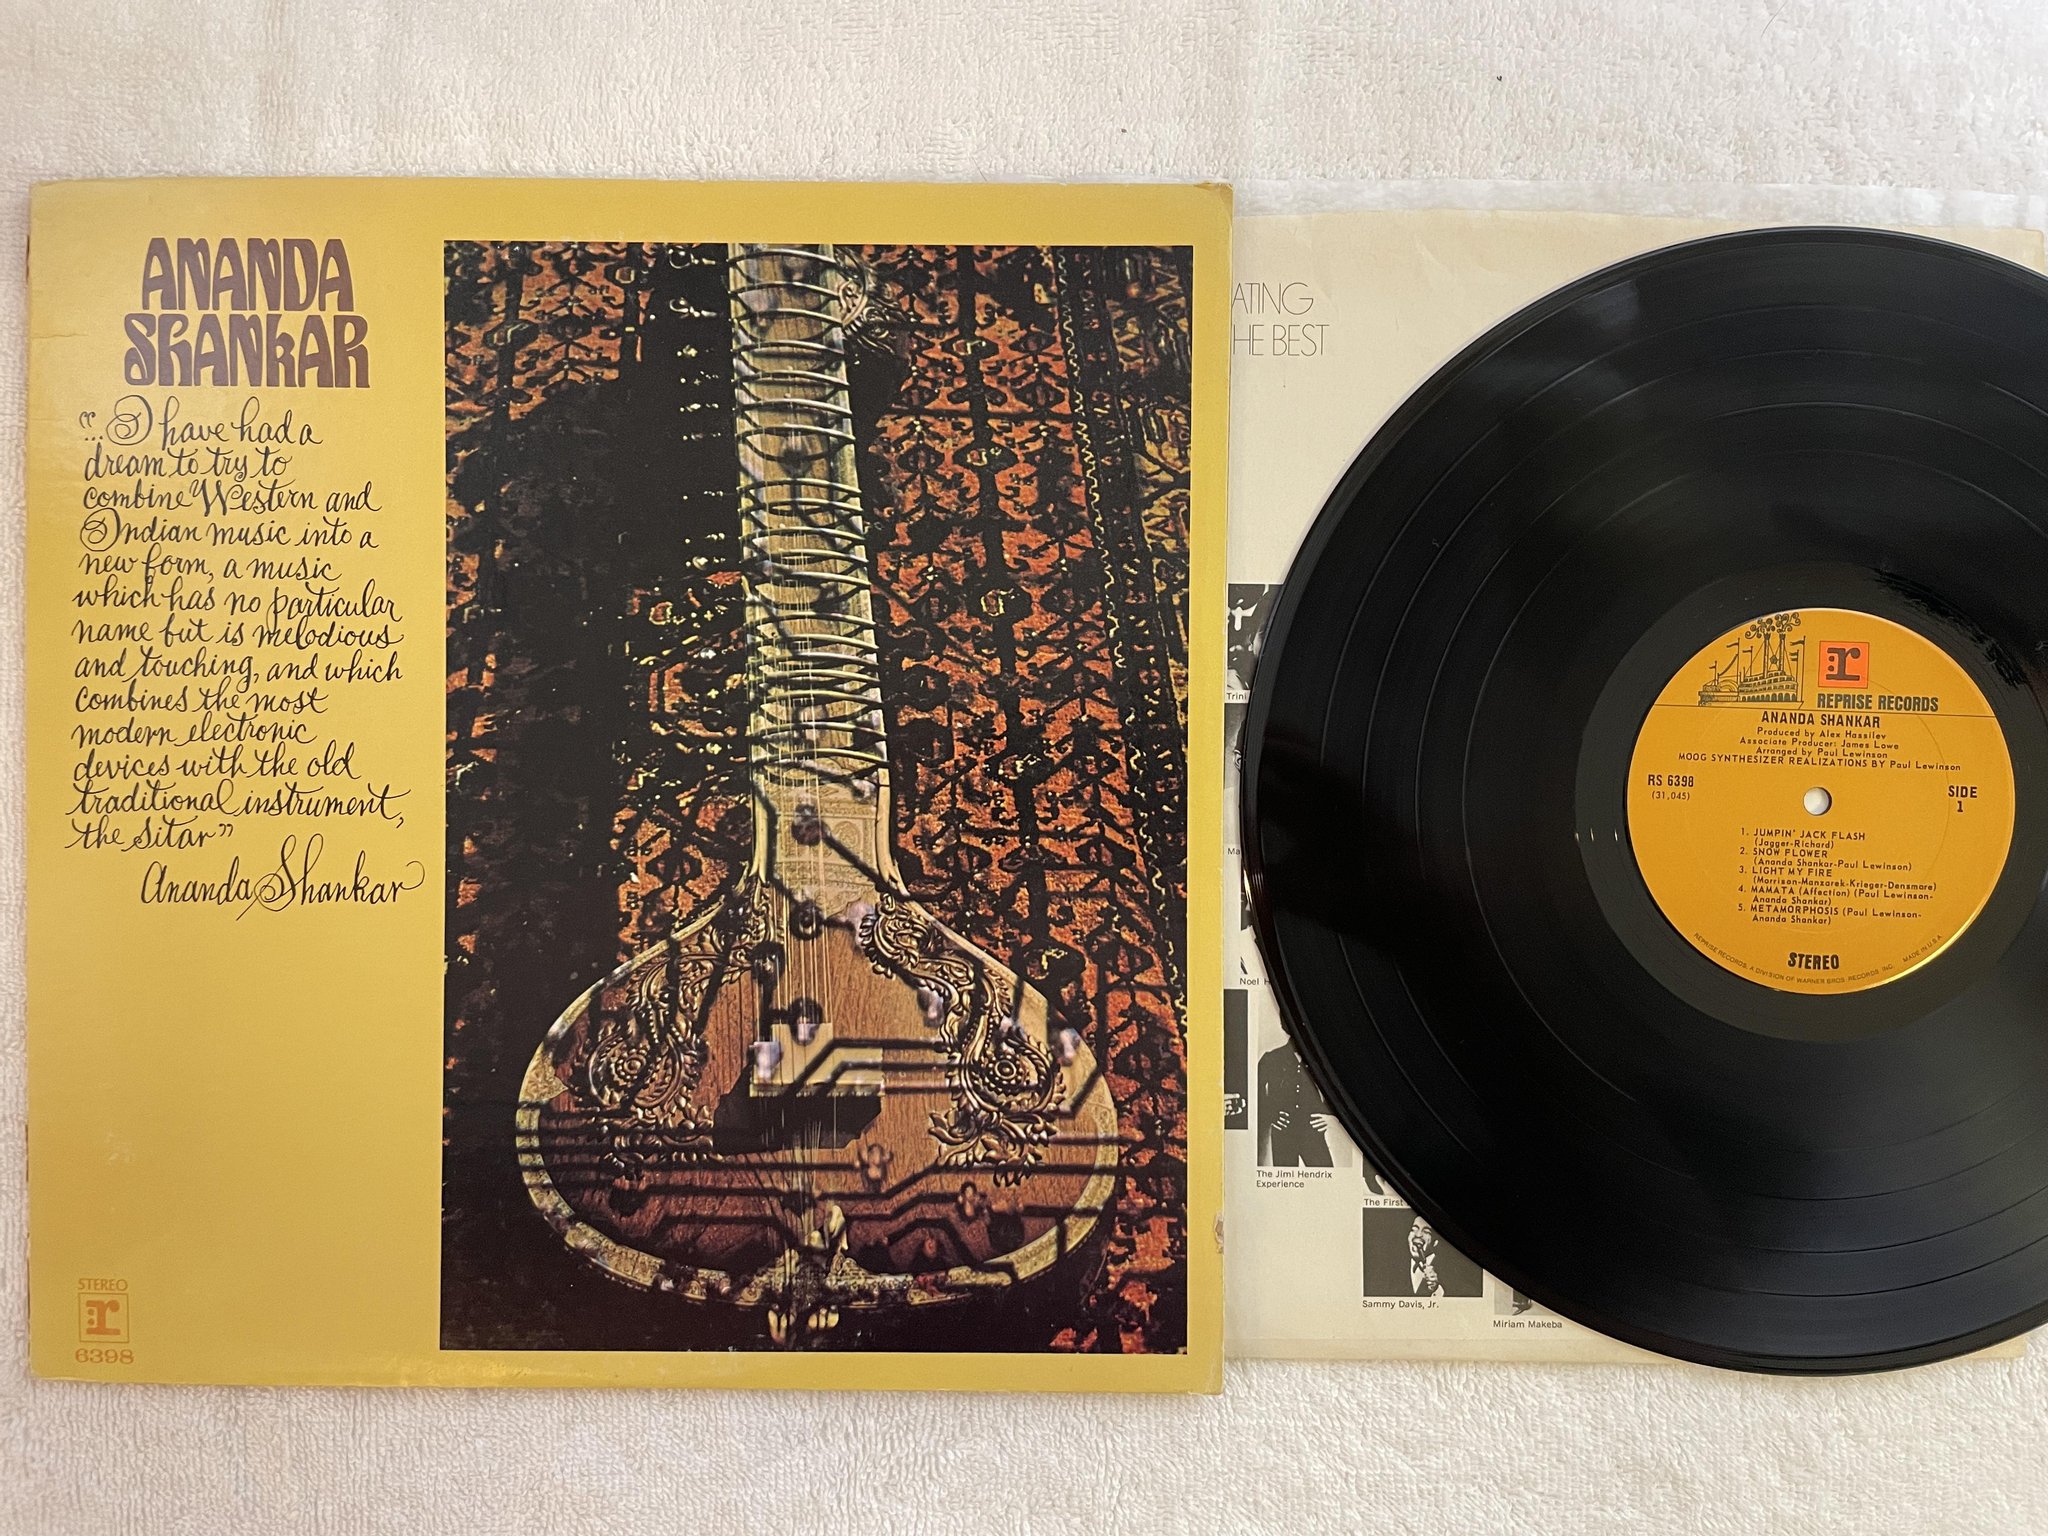 ANANDA
SHANKAR
"...I have had a
dream to try to
combine Western and
Indian music into a
new form, a music
which has no particular
name but is melodious
and touching, and which
combines the most
modern electronic
devices with the old
traditional instrument,
the sitar"
Ananda Shankar
STEREO
r
6398
ATING
HE BEST
Trini
Ma
Noel H
The Jimi Hendrix
Experience
The First
Sammy Davis, Jr.
Miriam Makeba
:r
REPRISE RECORDS
ANANDA SHANKAR
Produced by Alex Hassilev
Associate Producer: James Lowe
Arranged by Paul Lewinson
MOOG SYNTHESIZER REALIZATIONS BY Paul Lewinson
RS 6398
(31,045)
SIDE
1
1. JUMPIN' JACK FLASH
(Jagger-Richard)
2. SNOW FLOWER
(Ananda Shankar-Paul Lewinson)
3. LIGHT MY FIRE
(Morrison-Manzarek-Krieger-Densmore)
4. MAMATA (Affection) (Paul Lewinson-
Ananda Shankar)
5. METAMORPHOSIS (Paul Lewinson-
Ananda Shankar)
STEREO
REPRISE RECORDS, A DIVISION OF WARNER BROS. RECORDS INC. MADE IN U.S.A.